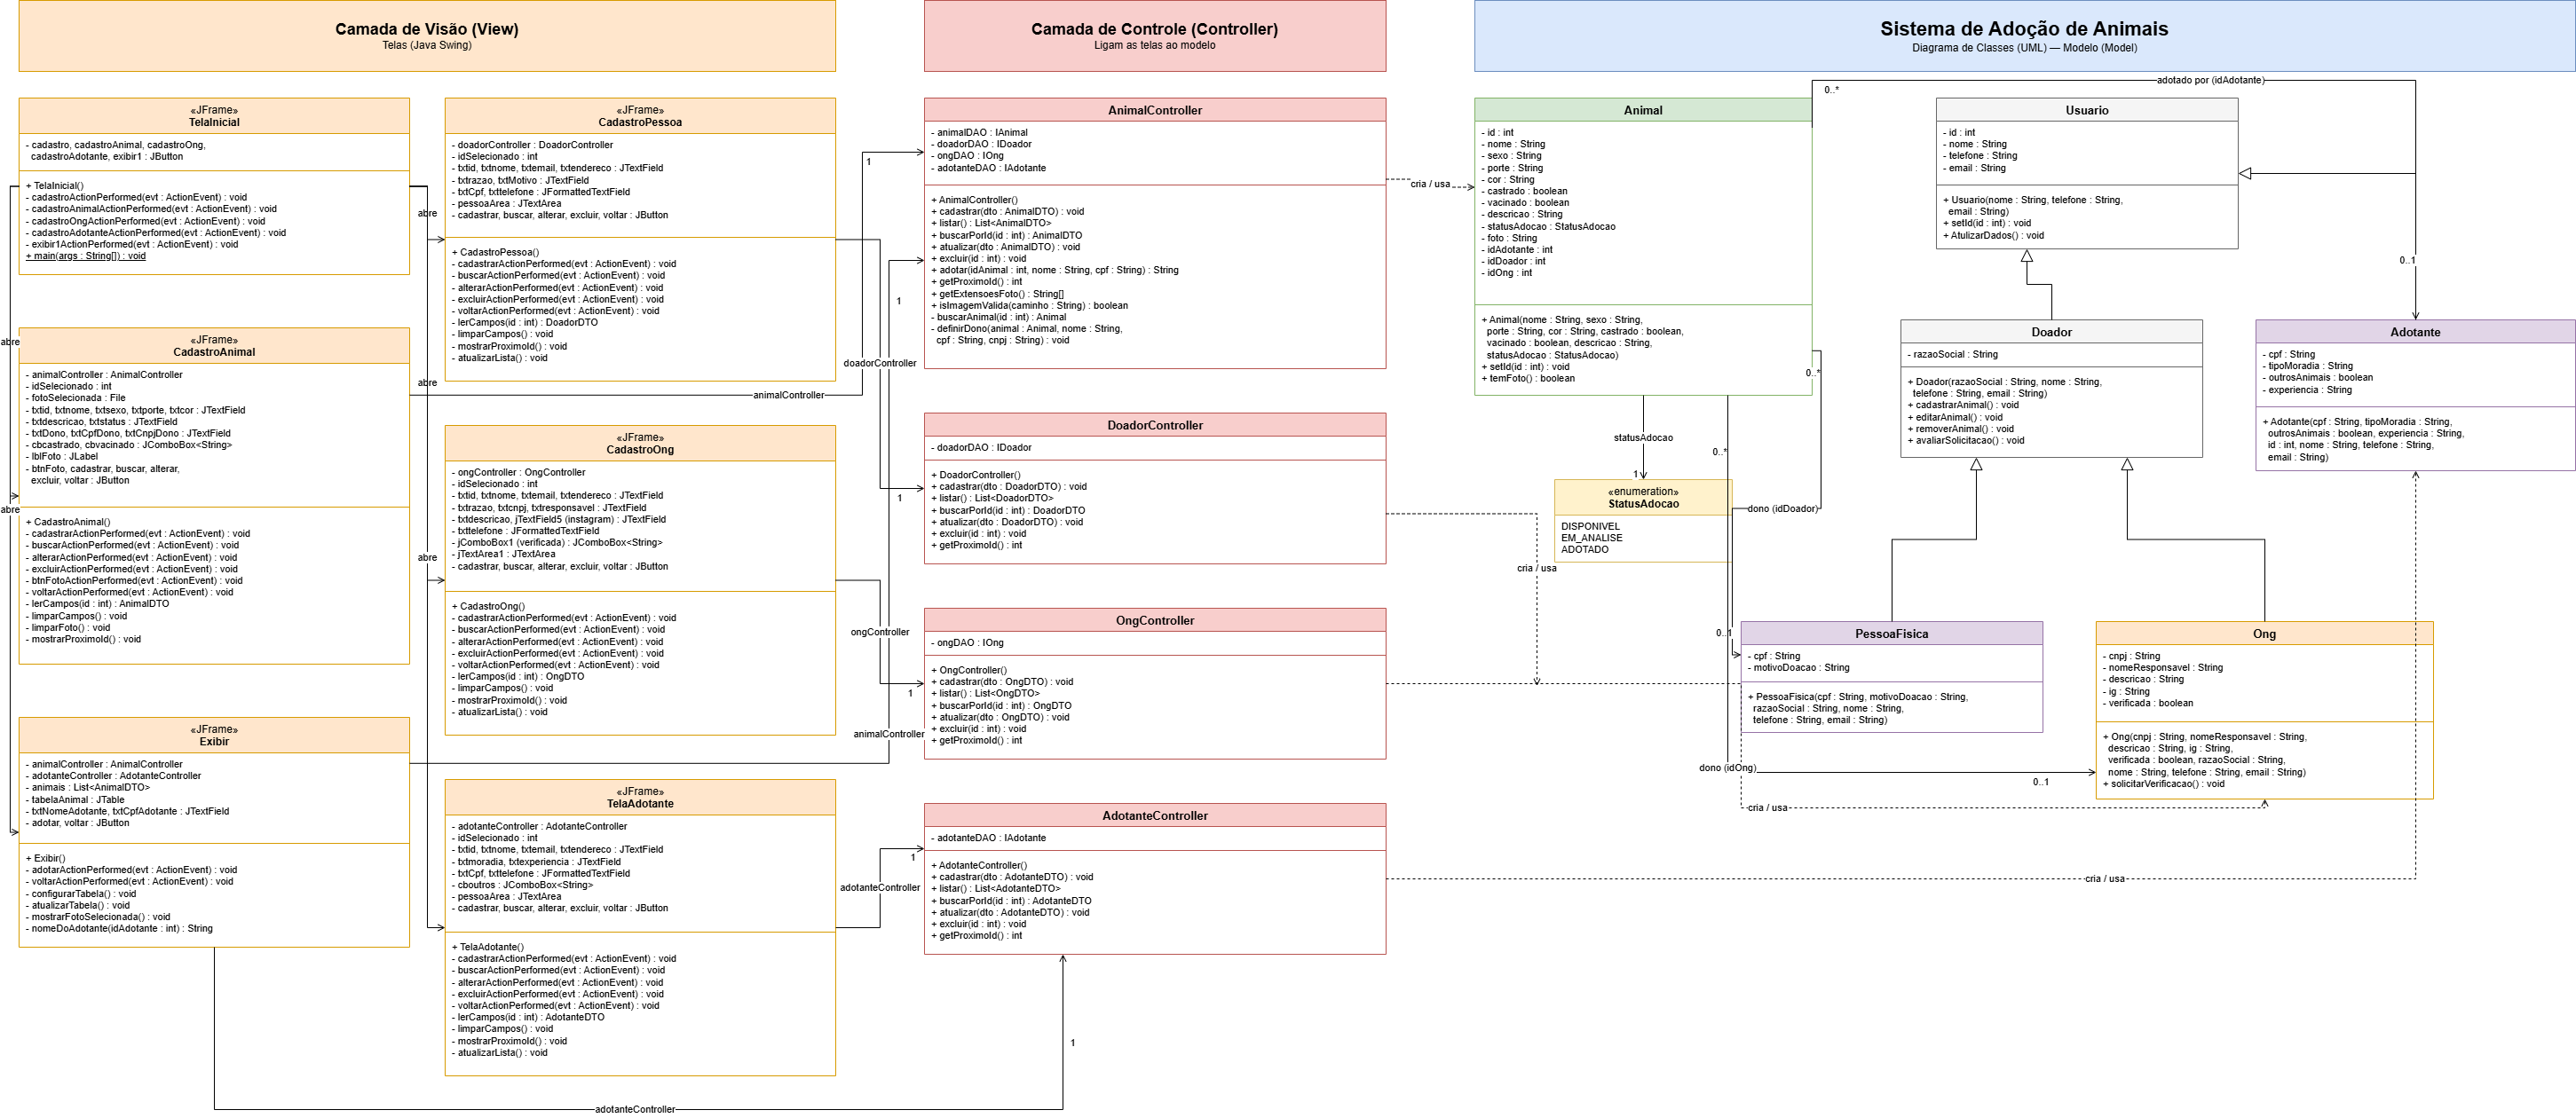 Camada de Visão (View)
Telas (Java Swing)
Camada de Controle (Controller)
Ligam as telas ao modelo
Sistema de Adoção de Animais
Diagrama de Classes (UML) — Modelo (Model)
«JFrame»
TelaInicial
- cadastro, cadastroAnimal, cadastroOng,
cadastroAdotante, exibir1 : JButton
+ TelaInicial()
- cadastroActionPerformed(evt : ActionEvent) : void
- cadastroAnimalActionPerformed(evt : ActionEvent) : void
- cadastroOngActionPerformed(evt : ActionEvent) : void
- cadastroAdotanteActionPerformed(evt : ActionEvent) : void
- exibir1ActionPerformed(evt : ActionEvent) : void
+ main(args : String[]) : void
abre
abre
«JFrame»
CadastroAnimal
- animalController : AnimalController
- idSelecionado : int
- fotoSelecionada : File
- txtid, txtnome, txtsexo, txtporte, txtcor : JTextField
- txtdescricao, txtstatus : JTextField
- txtDono, txtCpfDono, txtCnpjDono : JTextField
- cbcastrado, cbvacinado : JComboBox<String>
- lblFoto : JLabel
- btnFoto, cadastrar, buscar, alterar,
excluir, voltar : JButton
+ CadastroAnimal()
- cadastrarActionPerformed(evt : ActionEvent) : void
- buscarActionPerformed(evt : ActionEvent) : void
- alterarActionPerformed(evt : ActionEvent) : void
- excluirActionPerformed(evt : ActionEvent) : void
- btnFotoActionPerformed(evt : ActionEvent) : void
- voltarActionPerformed(evt : ActionEvent) : void
- lerCampos(id : int) : AnimalDTO
- limparCampos() : void
- limparFoto() : void
- mostrarProximoId() : void
«JFrame»
Exibir
- animalController : AnimalController
- adotanteController : AdotanteController
- animais : List<AnimalDTO>
- tabelaAnimal : JTable
- txtNomeAdotante, txtCpfAdotante : JTextField
- adotar, voltar : JButton
+ Exibir()
- adotarActionPerformed(evt : ActionEvent) : void
- voltarActionPerformed(evt : ActionEvent) : void
- configurarTabela() : void
- atualizarTabela() : void
- mostrarFotoSelecionada() : void
- nomeDoAdotante(idAdotante : int) : String
abre
abre
abre
«JFrame»
CadastroPessoa
- doadorController : DoadorController
- idSelecionado : int
- txtid, txtnome, txtemail, txtendereco : JTextField
- txtrazao, txtMotivo : JTextField
- txtCpf, txttelefone : JFormattedTextField
- pessoaArea : JTextArea
- cadastrar, buscar, alterar, excluir, voltar : JButton
+ CadastroPessoa()
- cadastrarActionPerformed(evt : ActionEvent) : void
- buscarActionPerformed(evt : ActionEvent) : void
- alterarActionPerformed(evt : ActionEvent) : void
- excluirActionPerformed(evt : ActionEvent) : void
- voltarActionPerformed(evt : ActionEvent) : void
- lerCampos(id : int) : DoadorDTO
- limparCampos() : void
- mostrarProximoId() : void
- atualizarLista() : void
«JFrame»
CadastroOng
- ongController : OngController
- idSelecionado : int
- txtid, txtnome, txtemail, txtendereco : JTextField
- txtrazao, txtcnpj, txtresponsavel : JTextField
- txtdescricao, jTextField5 (instagram) : JTextField
- txttelefone : JFormattedTextField
- jComboBox1 (verificada) : JComboBox<String>
- jTextArea1 : JTextArea
- cadastrar, buscar, alterar, excluir, voltar : JButton
+ CadastroOng()
- cadastrarActionPerformed(evt : ActionEvent) : void
- buscarActionPerformed(evt : ActionEvent) : void
- alterarActionPerformed(evt : ActionEvent) : void
- excluirActionPerformed(evt : ActionEvent) : void
- voltarActionPerformed(evt : ActionEvent) : void
- lerCampos(id : int) : OngDTO
- limparCampos() : void
- mostrarProximoId() : void
- atualizarLista() : void
«JFrame»
TelaAdotante
- adotanteController : AdotanteController
- idSelecionado : int
- txtid, txtnome, txtemail, txtendereco : JTextField
- txtmoradia, txtexperiencia : JTextField
- txtCpf, txttelefone : JFormattedTextField
- cboutros : JComboBox<String>
- pessoaArea : JTextArea
- cadastrar, buscar, alterar, excluir, voltar : JButton
+ TelaAdotante()
- cadastrarActionPerformed(evt : ActionEvent) : void
- buscarActionPerformed(evt : ActionEvent) : void
- alterarActionPerformed(evt : ActionEvent) : void
- excluirActionPerformed(evt : ActionEvent) : void
- voltarActionPerformed(evt : ActionEvent) : void
- lerCampos(id : int) : AdotanteDTO
- limparCampos() : void
- mostrarProximoId() : void
- atualizarLista() : void
1
1
doadorController
animalController
1
ongController
1
animalController
1
adotanteController
1
adotanteController
AnimalController
- animalDAO : IAnimal
- doadorDAO : IDoador
- ongDAO : IOng
- adotanteDAO : IAdotante
+ AnimalController()
+ cadastrar(dto : AnimalDTO) : void
+ listar() : List<AnimalDTO>
+ buscarPorId(id : int) : AnimalDTO
+ atualizar(dto : AnimalDTO) : void
+ excluir(id : int) : void
+ adotar(idAnimal : int, nome : String, cpf : String) : String
+ getProximoId() : int
+ getExtensoesFoto() : String[]
+ isImagemValida(caminho : String) : boolean
- buscarAnimal(id : int) : Animal
- definirDono(animal : Animal, nome : String,
cpf : String, cnpj : String) : void
DoadorController
- doadorDAO : IDoador
+ DoadorController()
+ cadastrar(dto : DoadorDTO) : void
+ listar() : List<DoadorDTO>
+ buscarPorId(id : int) : DoadorDTO
+ atualizar(dto : DoadorDTO) : void
+ excluir(id : int) : void
+ getProximoId() : int
OngController
- ongDAO : IOng
+ OngController()
+ cadastrar(dto : OngDTO) : void
+ listar() : List<OngDTO>
+ buscarPorId(id : int) : OngDTO
+ atualizar(dto : OngDTO) : void
+ excluir(id : int) : void
+ getProximoId() : int
AdotanteController
- adotanteDAO : IAdotante
+ AdotanteController()
+ cadastrar(dto : AdotanteDTO) : void
+ listar() : List<AdotanteDTO>
+ buscarPorId(id : int) : AdotanteDTO
+ atualizar(dto : AdotanteDTO) : void
+ excluir(id : int) : void
+ getProximoId() : int
cria / usa
cria / usa
cria / usa
cria / usa
Animal
- id : int
- nome : String
- sexo : String
- porte : String
- cor : String
- castrado : boolean
- vacinado : boolean
- descricao : String
- statusAdocao : StatusAdocao
- foto : String
- idAdotante : int
- idDoador : int
- idOng : int
+ Animal(nome : String, sexo : String,
porte : String, cor : String, castrado : boolean,
vacinado : boolean, descricao : String,
statusAdocao : StatusAdocao)
+ setId(id : int) : void
+ temFoto() : boolean
adotado por (idAdotante)
0..*
0..1
0..*
statusAdocao
0..*
1
«enumeration»
StatusAdocao
DISPONIVEL
EM_ANALISE
ADOTADO
dono (idDoador)
0..1
dono (idOng)
0..1
Usuario
- id : int
- nome : String
- telefone : String
- email : String
+ Usuario(nome : String, telefone : String,
email : String)
+ setId(id : int) : void
+ AtulizarDados() : void
Doador
- razaoSocial : String
+ Doador(razaoSocial : String, nome : String,
telefone : String, email : String)
+ cadastrarAnimal() : void
+ editarAnimal() : void
+ removerAnimal() : void
+ avaliarSolicitacao() : void
Adotante
- cpf : String
- tipoMoradia : String
- outrosAnimais : boolean
- experiencia : String
+ Adotante(cpf : String, tipoMoradia : String,
outrosAnimais : boolean, experiencia : String,
id : int, nome : String, telefone : String,
email : String)
PessoaFisica
- cpf : String
- motivoDoacao : String
+ PessoaFisica(cpf : String, motivoDoacao : String,
razaoSocial : String, nome : String,
telefone : String, email : String)
Ong
- cnpj : String
- nomeResponsavel : String
- descricao : String
- ig : String
- verificada : boolean
+ Ong(cnpj : String, nomeResponsavel : String,
descricao : String, ig : String,
verificada : boolean, razaoSocial : String,
nome : String, telefone : String, email : String)
+ solicitarVerificacao() : void